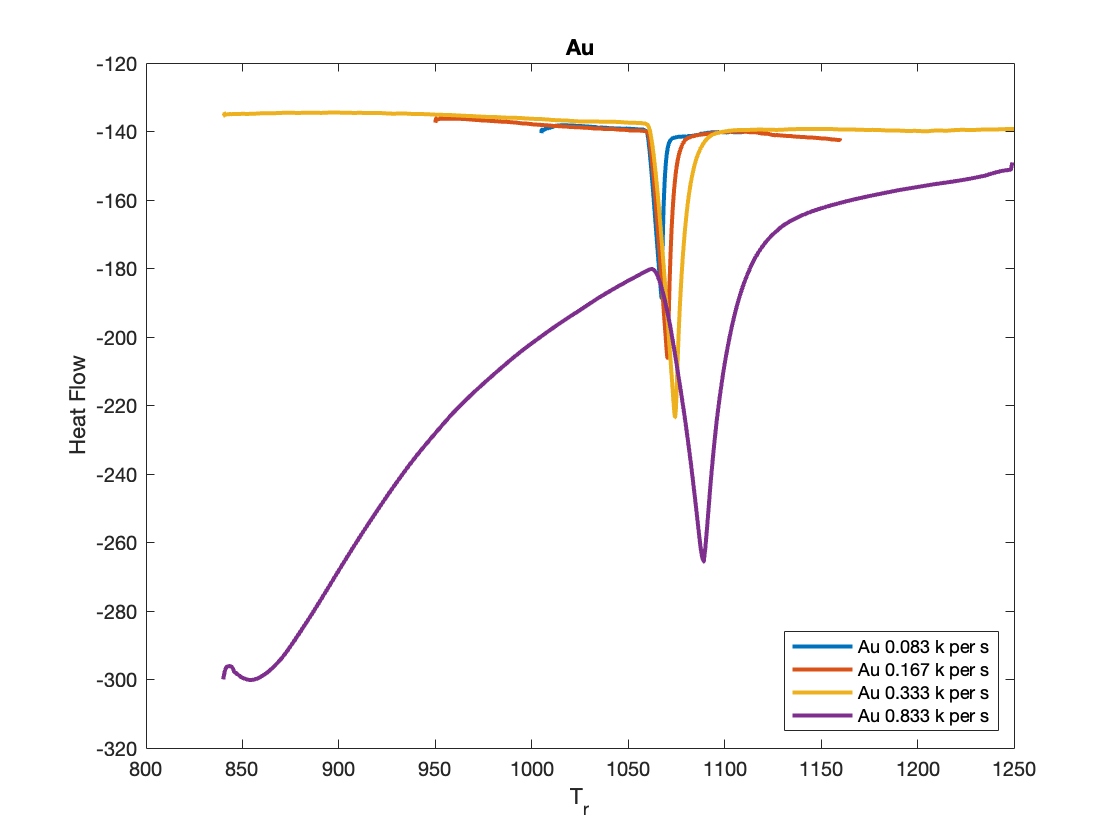 Au
-120
-140
-160
-180
-200
-220
-240
-260
-280
-300
-320
Heat Flow
800 850 900 950 1000 1050 1100 1150 1200 1250
T_r
Au 0.083 k per s
Au 0.167 k per s
Au 0.333 k per s
Au 0.833 k per s